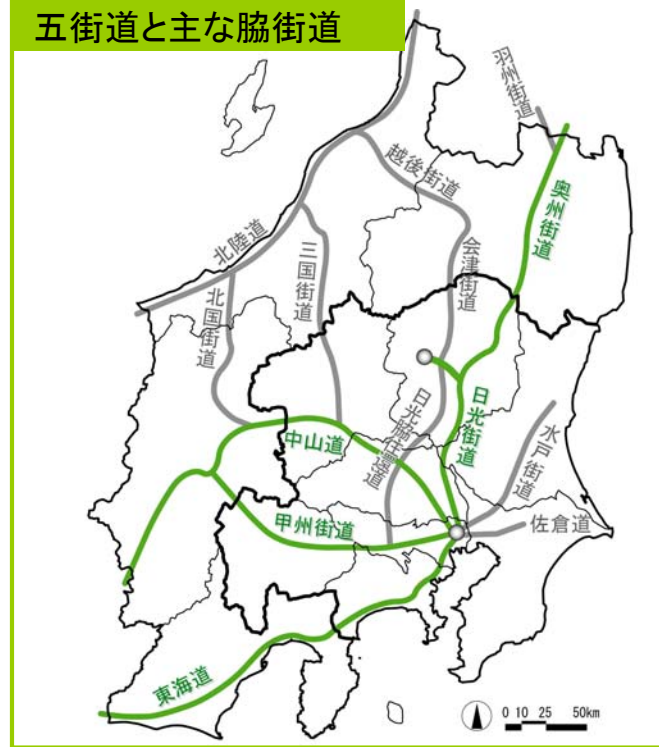 五街道と主な脇街道
羽州街道
越後街道
奥州街道
北陸道
三国街道
会津街道
北国街道
日光街道
日光脇往還道
水戸街道
中山道
甲州街道
佐倉道
東海道
0 10 25 50km